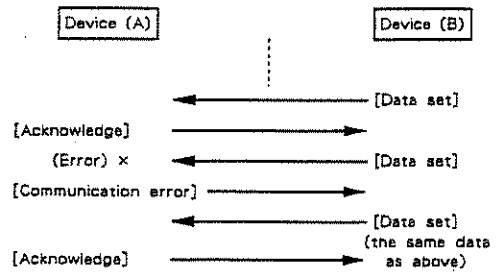 Device (A)
Device (B)
[Data set]
[Acknowledge]
(Error) ×
[Data set]
[Communication error]
[Data set]
(the same data
[Acknowledge]
as above)